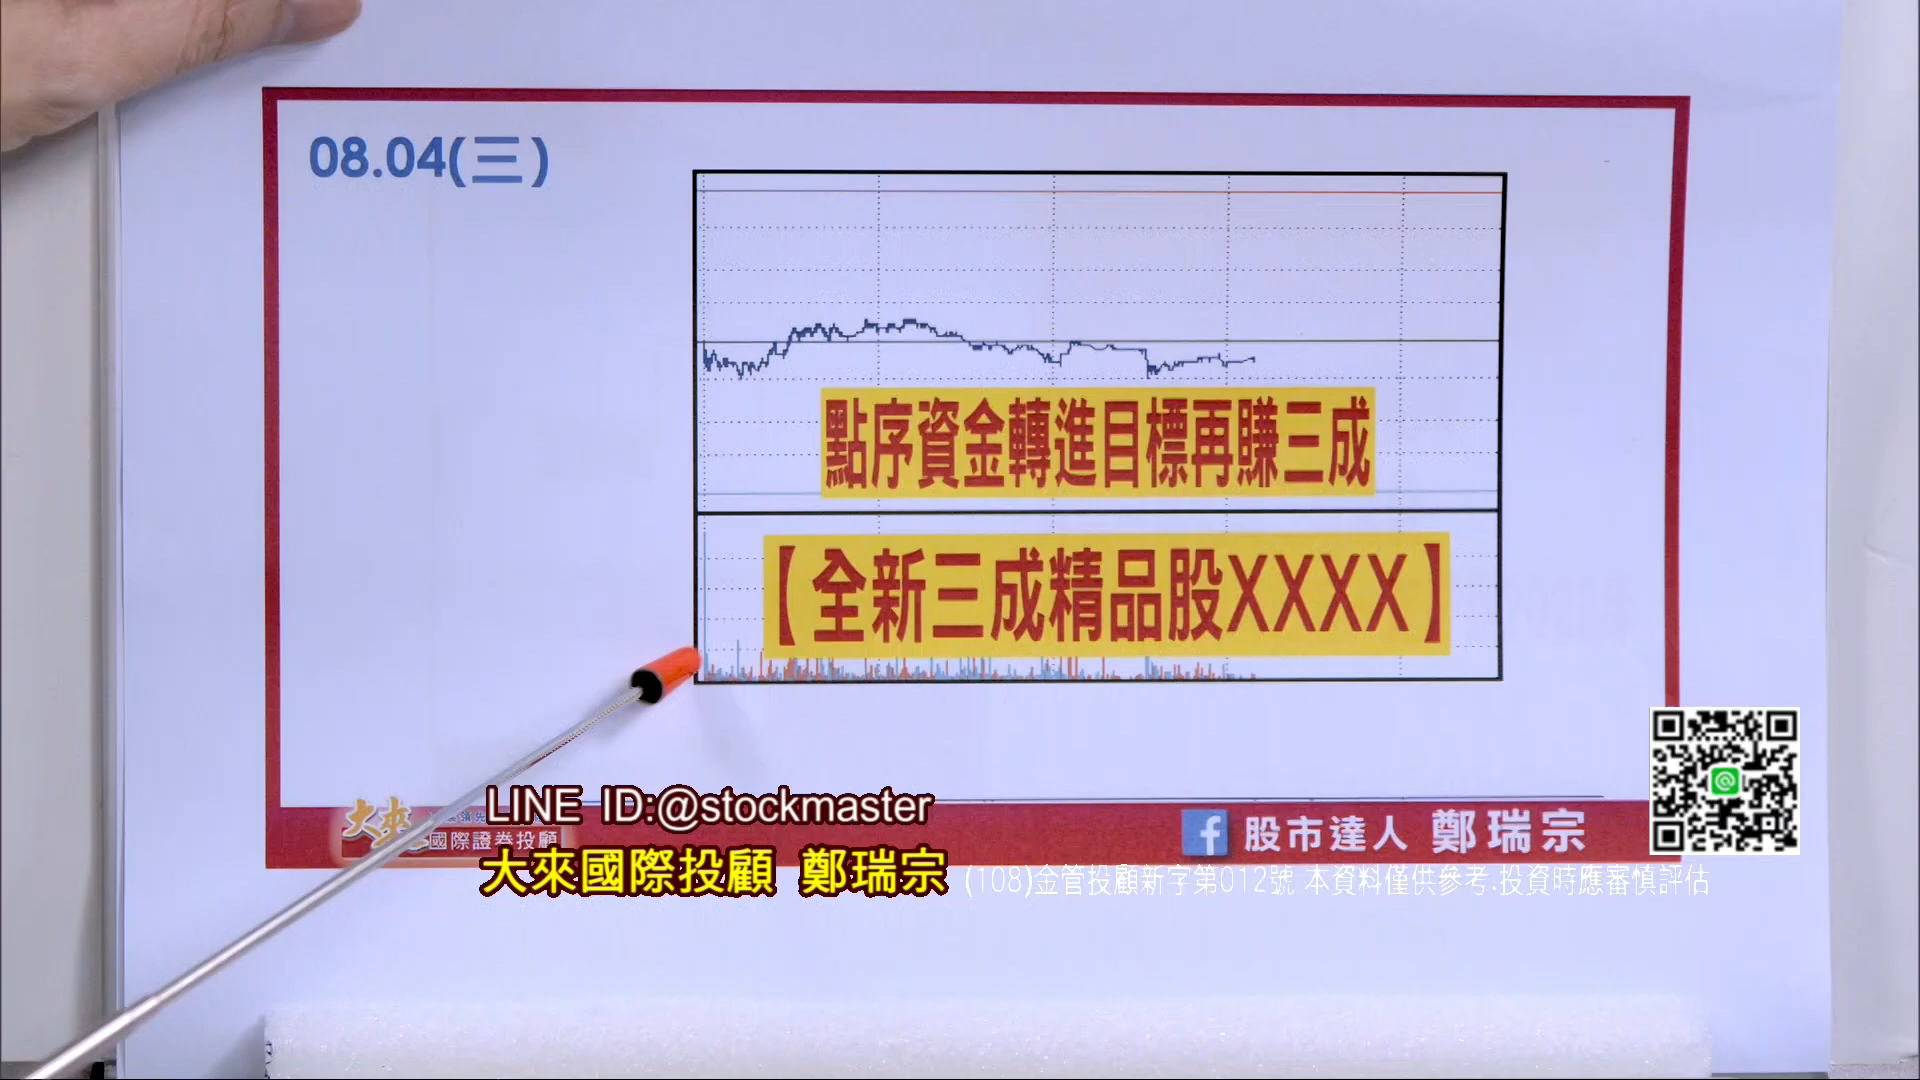 08.04(三)
點序資金轉進目標再賺三成
【全新三成精品股XXXX】
LINE ID:@stockmaster
大來
國際證券投顧
股市達人 鄭瑞宗
大來國際投顧 鄭瑞宗
(108)金管投顧新字第012號 本資料僅供參考.投資時應審慎評估